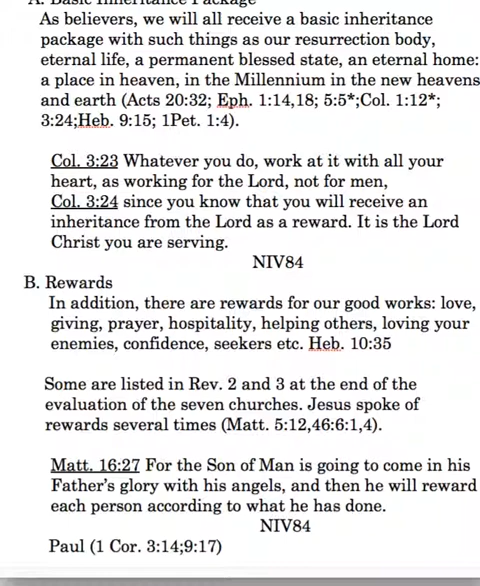 A. Basic Inheritance Package
As believers, we will all receive a basic inheritance
package with such things as our resurrection body,
eternal life, a permanent blessed state, an eternal home:
a place in heaven, in the Millennium in the new heavens
and earth (Acts 20:32; Eph. 1:14,18; 5:5*;Col. 1:12*;
3:24;Heb. 9:15; 1Pet. 1:4).
Col. 3:23 Whatever you do, work at it with all your
heart, as working for the Lord, not for men,
Col. 3:24 since you know that you will receive an
inheritance from the Lord as a reward. It is the Lord
Christ you are serving.
NIV84
B. Rewards
In addition, there are rewards for our good works: love,
giving, prayer, hospitality, helping others, loving your
enemies, confidence, seekers etc. Heb. 10:35
Some are listed in Rev. 2 and 3 at the end of the
evaluation of the seven churches. Jesus spoke of
rewards several times (Matt. 5:12,46:6:1,4).
Matt. 16:27 For the Son of Man is going to come in his
Father's glory with his angels, and then he will reward
each person according to what he has done.
NIV84
Paul (1 Cor. 3:14;9:17)